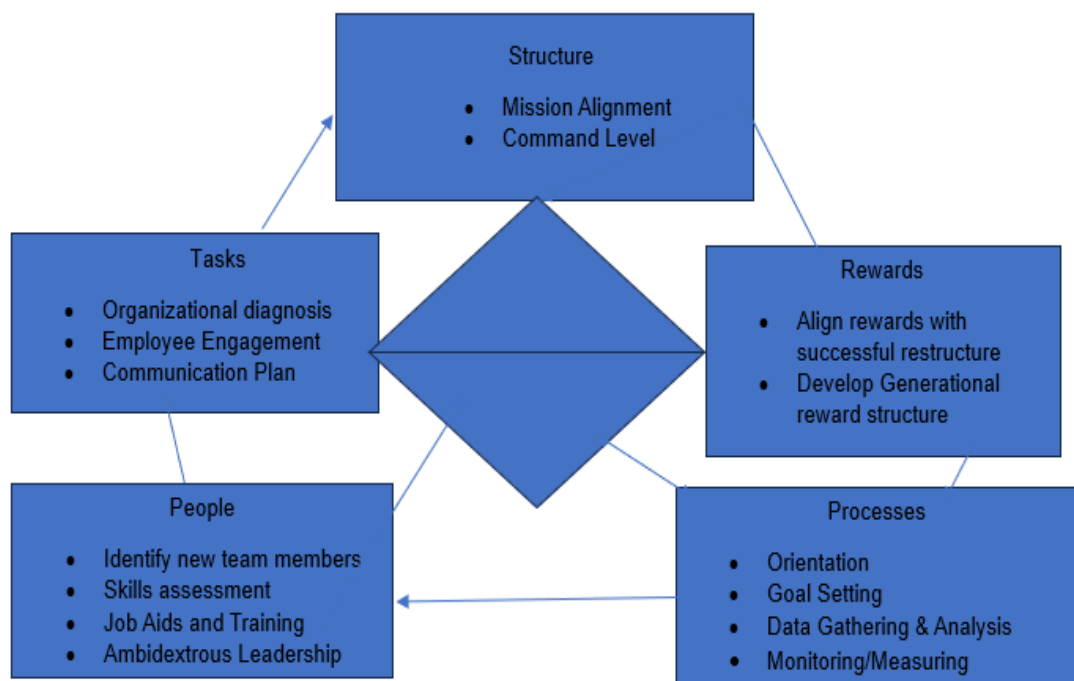 Structure
• Mission Alignment
• Command Level
Tasks
• Organizational diagnosis
• Employee Engagement
• Communication Plan
Rewards
• Align rewards with
successful restructure
• Develop Generational
reward structure
People
• Identify new team members
• Skills assessment
• Job Aids and Training
• Ambidextrous Leadership
Processes
• Orientation
• Goal Setting
• Data Gathering & Analysis
• Monitoring/Measuring